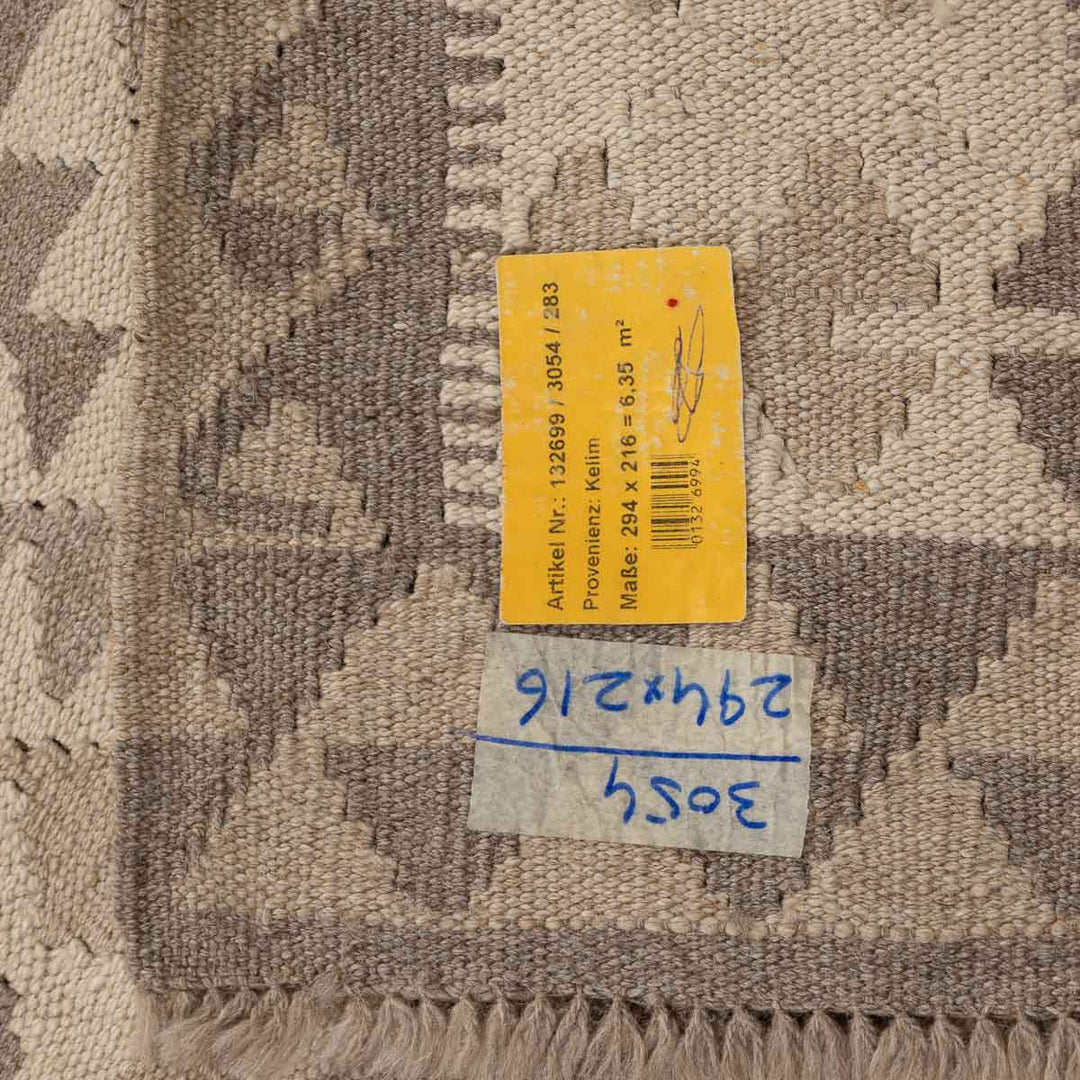 Artikel Nr.: 132699 / 3054 / 283
Provenienz: Kelim
Maße: 294 x 216 = 6,35 m²
0132 6994
3054
294x216